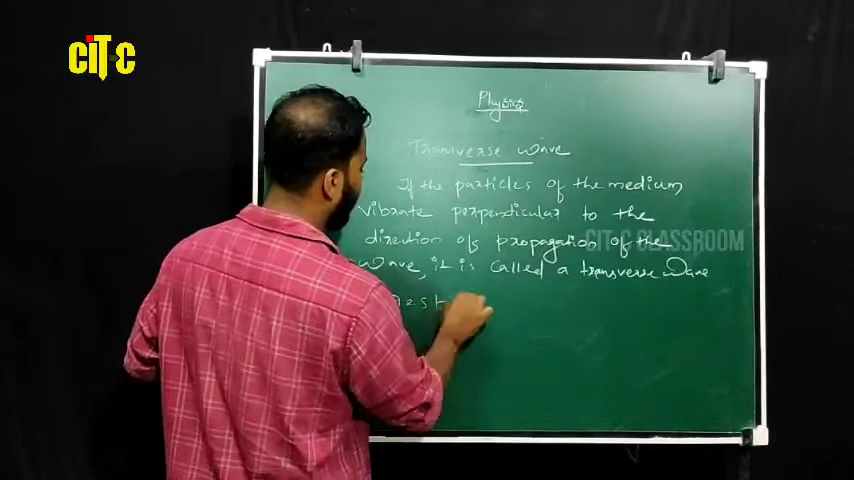 CiTC
Physics
Transverse wave
If the particles of the medium
vibrate perpendicular to the
direction of propagation of the
wave, it is called a transverse wave
CIT-C CLASSROOM